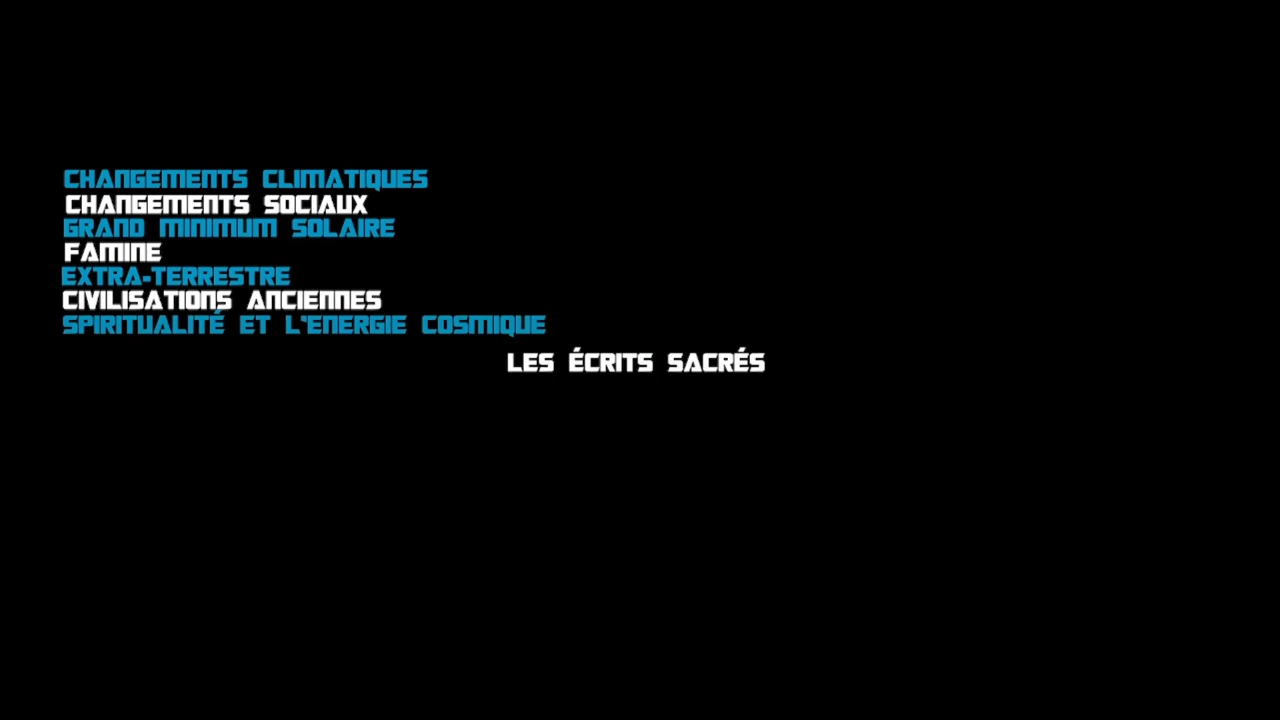 CHANGEMENTS CLIMATIQUES
CHANGEMENTS SOCIAUX
GRAND MINIMUM SOLAIRE
FAMINE
EXTRA-TERRESTRE
CIVILISATIONS ANCIENNES
SPIRITUALITÉ ET L'ENERGIE COSMIQUE
LES ÉCRITS SACRÉS